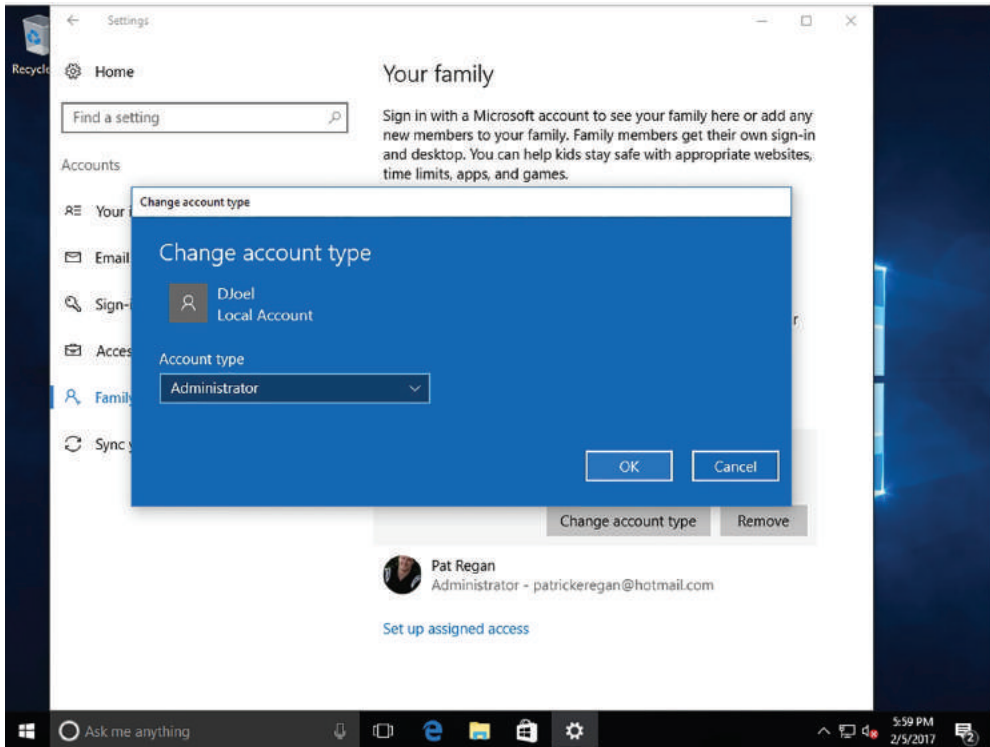 Settings
Recycle
Home
Your family
Find a setting
Sign in with a Microsoft account to see your family here or add any
new members to your family. Family members get their own sign-in
and desktop. You can help kids stay safe with appropriate websites,
time limits, apps, and games.
Accounts
Change account type
Your i
Change account type
Email
DJoel
Local Account
Sign-i
r
Acces
Account type
Administrator
Family
Sync y
OK
Cancel
Change account type
Remove
Pat Regan
Administrator - patrickeregan@hotmail.com
Set up assigned access
Ask me anything
5:59 PM
2/5/2017
2